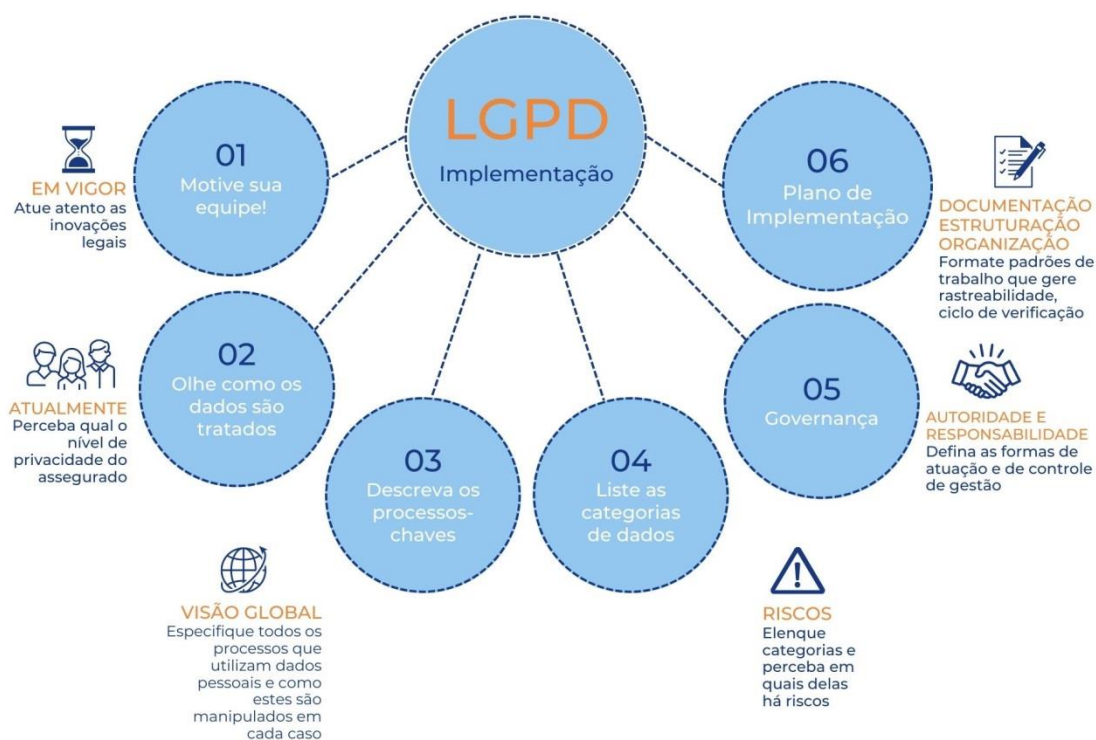 LGPD
Implementação
01
Motive sua
equipe!
EM VIGOR
Atue atento as
inovações
legais
02
Olhe como os
dados são
tratados
ATUALMENTE
Perceba qual o
nível de
privacidade do
assegurado
03
Descreva os
processos-
chaves
VISÃO GLOBAL
Especifique todos os
processos que
utilizam dados
pessoais e como
estes são
manipulados em
cada caso
04
Liste as
categorias
de dados
RISCOS
Elenque
categorias e
perceba em
quais delas
há riscos
05
Governança
AUTORIDADE E
RESPONSABILIDADE
Defina as formas de
atuação e de controle
de gestão
06
Plano de
Implementação
DOCUMENTAÇÃO
ESTRUTURAÇÃO
ORGANIZAÇÃO
Formate padrões de
trabalho que gere
rastreabilidade,
ciclo de verificação